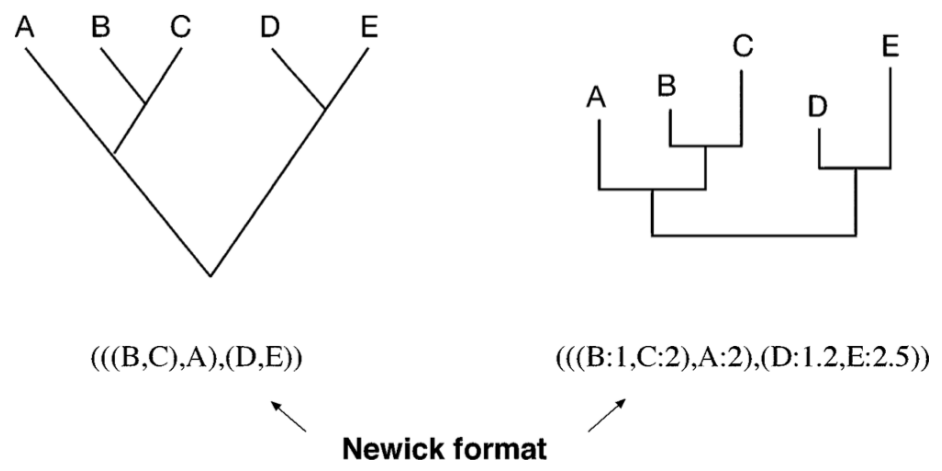 A B C D E
A B C D E
(((B,C),A),(D,E))
(((B:1,C:2),A:2),(D:1.2,E:2.5))
Newick format